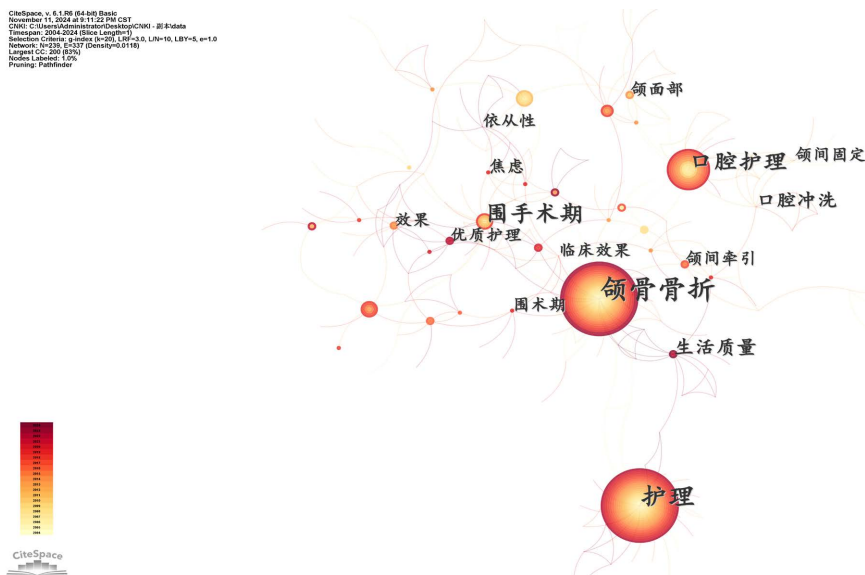 CiteSpace, v. 6.1.R6 (64-bit) Basic
November 11, 2024 at 9:11:22 PM CST
CNKI: C:\Users\Administrator\Desktop\CNKI - 副本\data
Timespan: 2004-2024 (Slice Length=1)
Selection Criteria: g-index (k=20), LRF=3.0, L/N=10, LBY=5, e=1.0
Network: N=239, E=337 (Density=0.0118)
Largest CC: 200 (83%)
Nodes Labeled: 1.0%
Pruning: Pathfinder
颌面部
依从性
口腔护理
颌间固定
焦虑
口腔冲洗
围手术期
效果
优质护理
临床效果
颌间牵引
颌骨骨折
围术期
生活质量
护理
CiteSpace